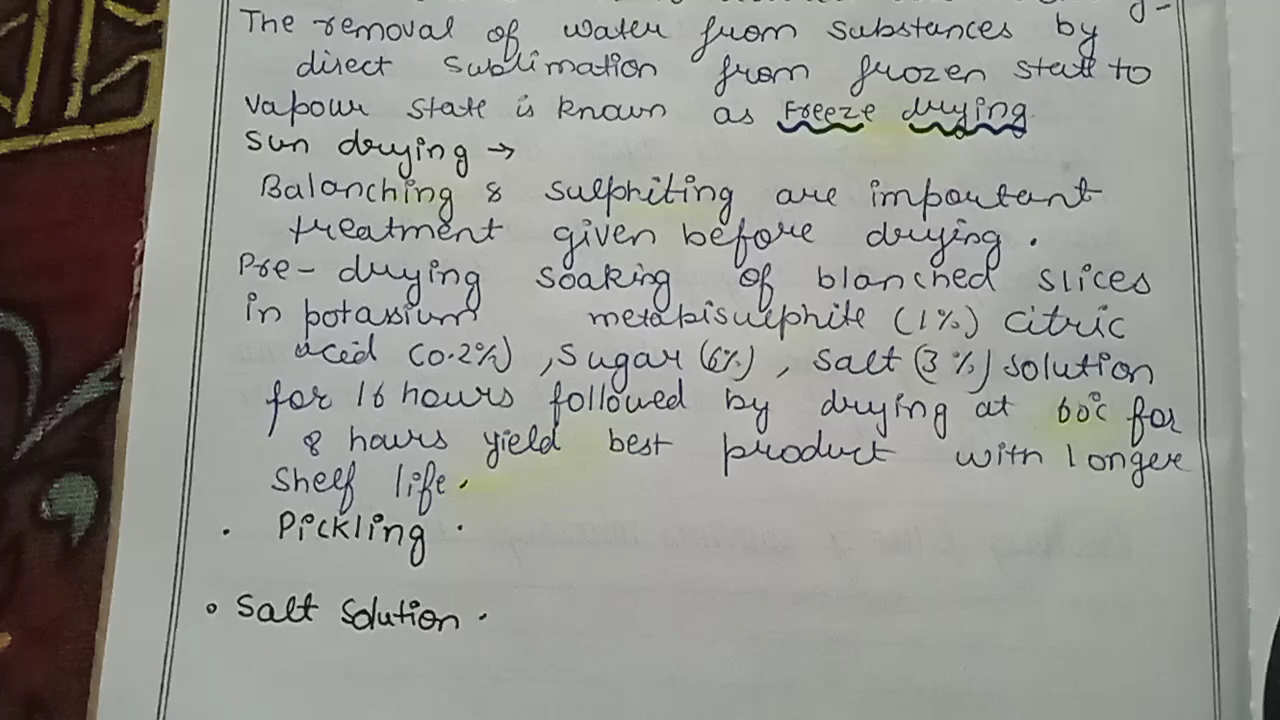 The removal of water from substances by
direct sublimation from frozen state to
vapour state is known as Freeze drying
Sun drying →
Balanching & sulphiting are important
treatment given before drying.
Pre-drying soaking of blanched slices
in potassium metabisulphite (1%) citric
acid (0.2%), sugar (6%), salt (3%) solution
for 16 hours followed by drying at 60°c for
8 hours yield best product with longer
shelf life.
. Pickling .
• Salt solution .